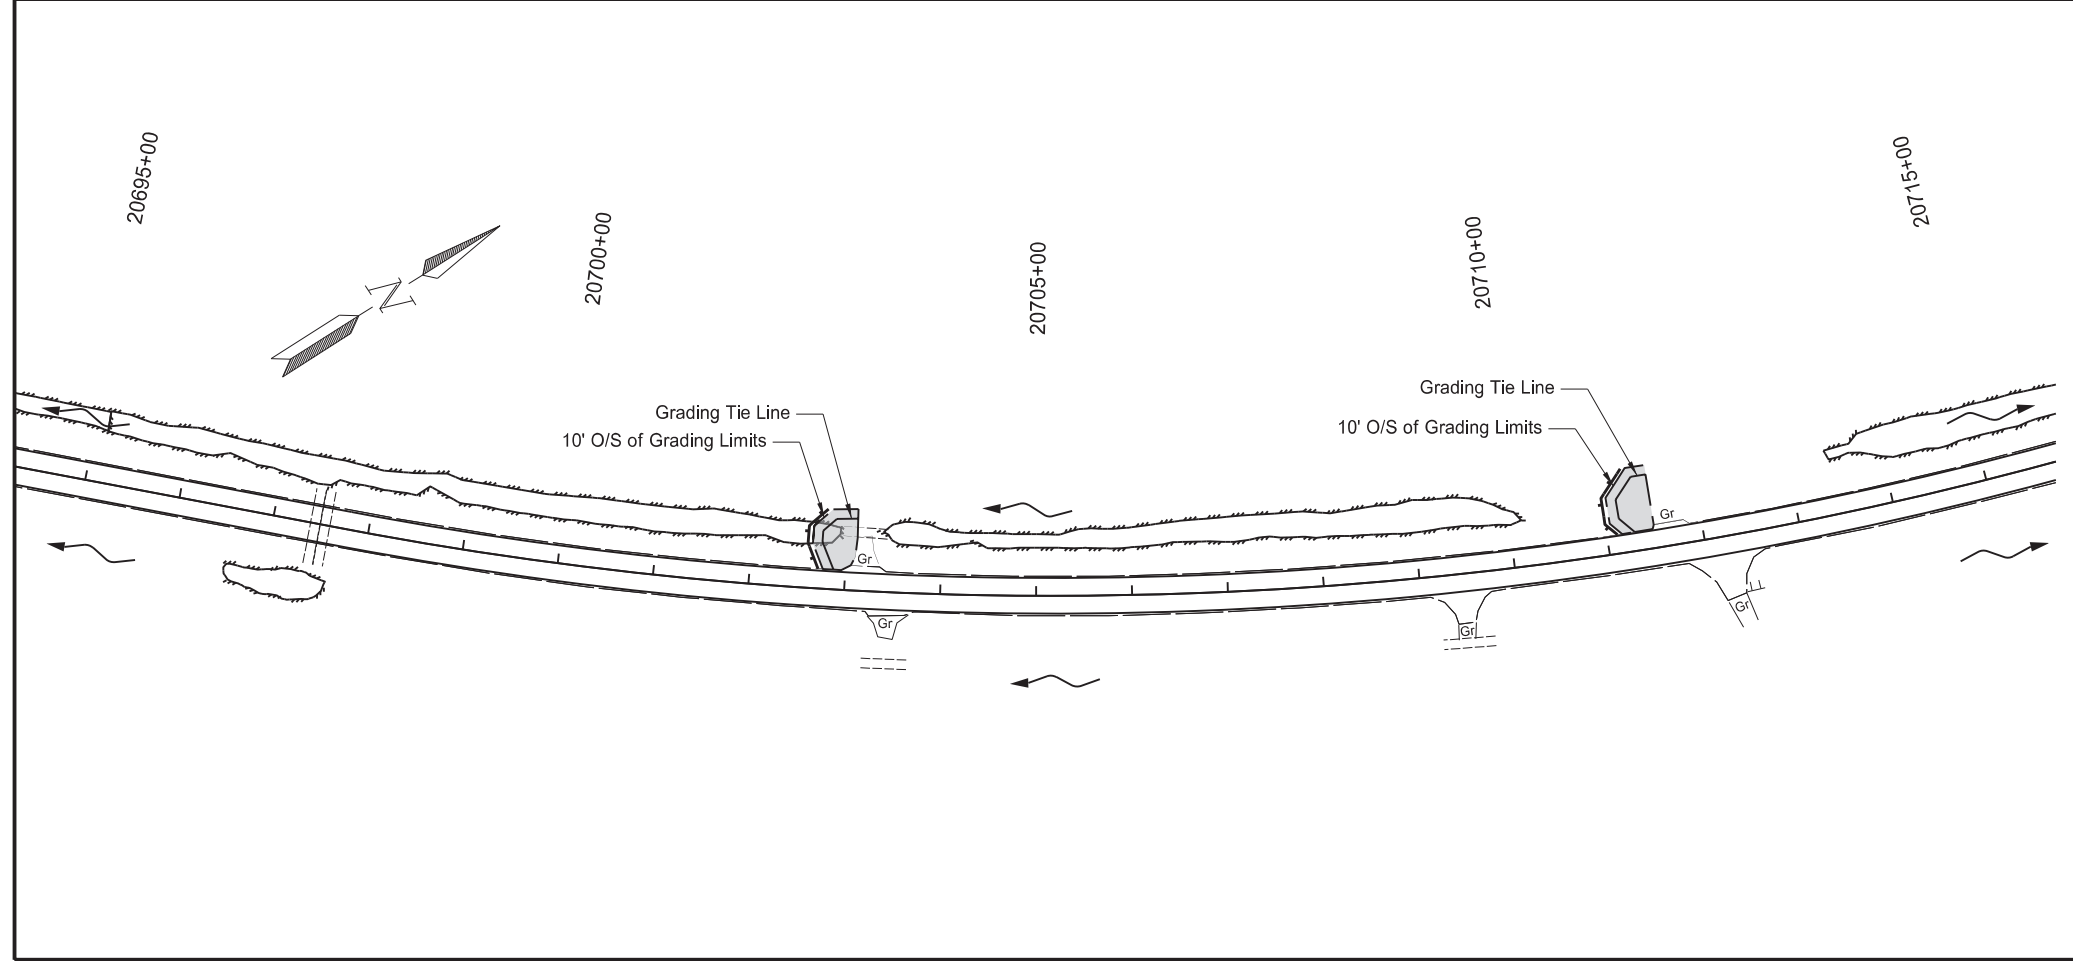 20695+00
20700+00
20705+00
20710+00
20715+00
N
Grading Tie Line
10' O/S of Grading Limits
Grading Tie Line
10' O/S of Grading Limits
Gr
Gr
Gr
Gr
Gr